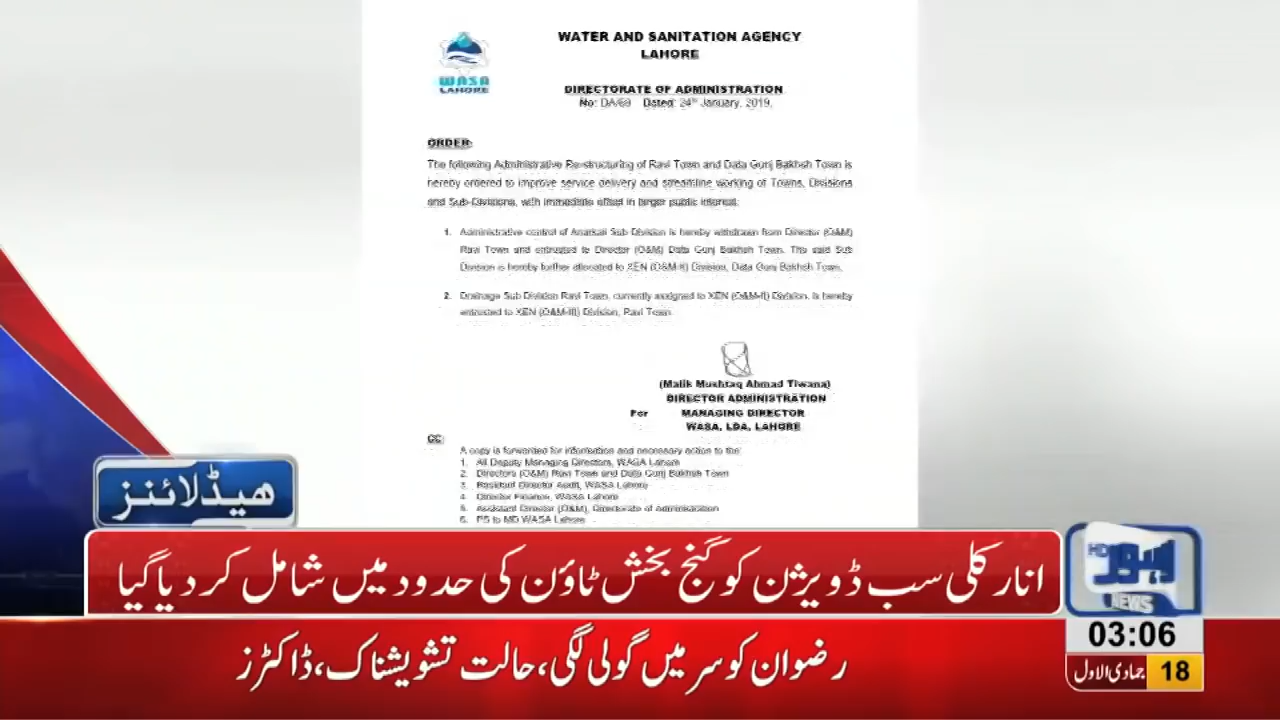 WATER AND SANITATION AGENCY
LAHORE
WASA
LAHORE
DIRECTORATE OF ADMINISTRATION
No: DA/69 Dated: 24th January, 2019.
ORDER:
The following Administrative Re-structuring of Ravi Town and Data Gunj Bakhsh Town is
hereby ordered to improve service delivery and streamline working of Towns, Divisions
and Sub-Divisions, with immediate effect in larger public interest:
1. Administrative control of Anarkali Sub Division is hereby withdrawn from Director (O&M)
Ravi Town and entrusted to Director (O&M) Data Gunj Bakhsh Town. The said Sub
Division is hereby further allocated to XEN (O&M-II) Division, Data Gunj Bakhsh Town.
2. Drainage Sub Division Ravi Town, currently assigned to XEN (O&M-II) Division, is hereby
entrusted to XEN (O&M-III) Division, Ravi Town.
(Malik Mushtaq Ahmad Tiwana)
DIRECTOR ADMINISTRATION
For MANAGING DIRECTOR
WASA, LDA, LAHORE
CC:
A copy is forwarded for information and necessary action to the
1. All Deputy Managing Directors, WASA Lahore
2. Directors (O&M) Ravi Town and Data Gunj Bakhsh Town
3. Resident Director Audit, WASA Lahore
4. Director Finance, WASA Lahore
5. Assistant Director (O&M), Directorate of Administration
6. PS to MD WASA Lahore
ہیڈلائنز
انار کلی سب ڈویژن کو گنج بخش ٹاؤن کی حدود میں شامل کر دیا گیا
رضوان کو سر میں گولی لگی، حالت تشویشناک، ڈاکٹرز
HD
لاہور
NEWS
03:06
18 جمادی الاول